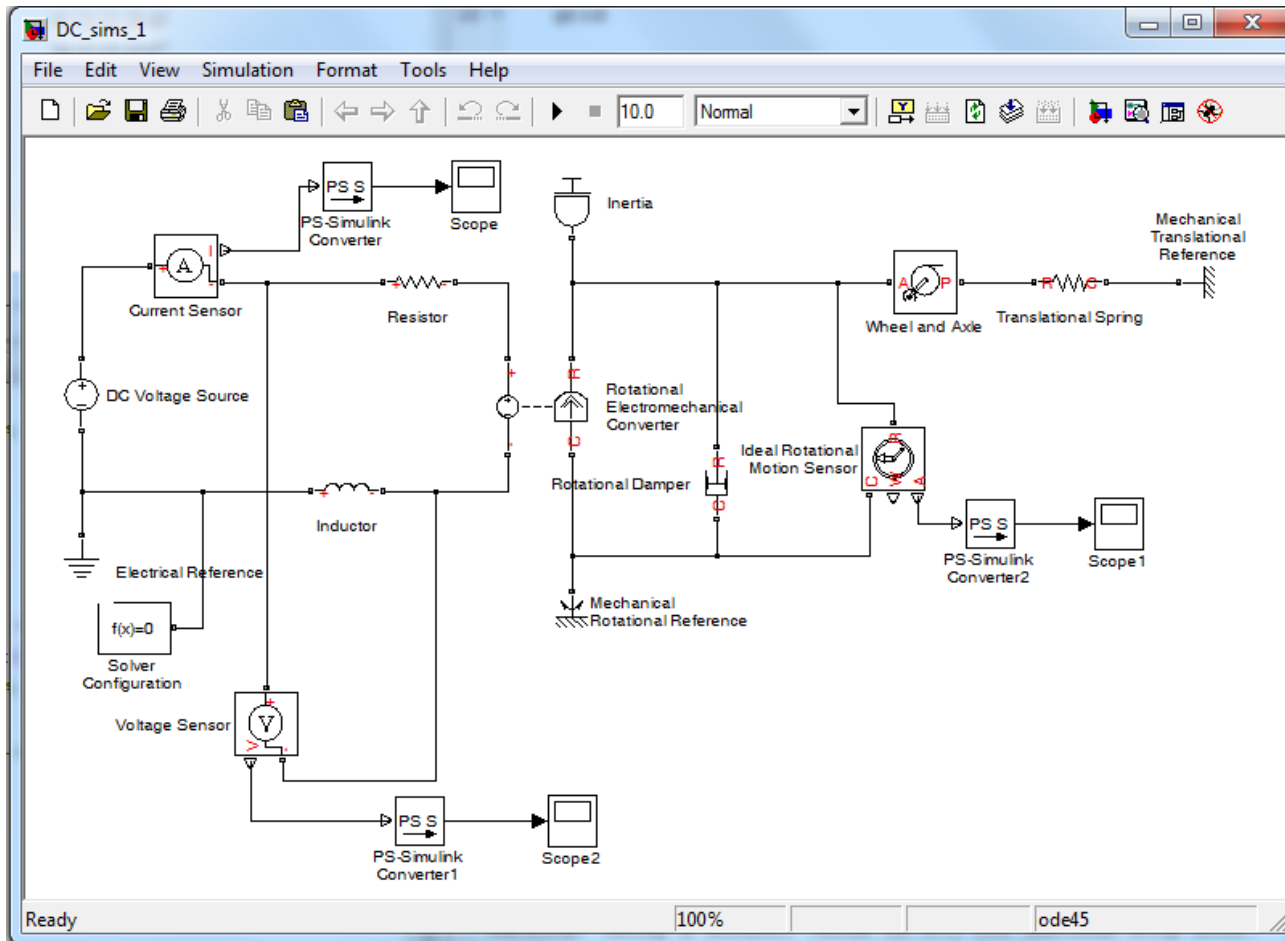 DC_sims_1
File Edit View Simulation Format Tools Help
10.0 Normal
PS S
PS-Simulink
Converter
Scope
Inertia
Mechanical
Translational
Reference
A
I
+
-
Current Sensor
+
-
Resistor
A
P
Wheel and Axle
R
C
Translational Spring
DC Voltage Source
+
-
R
C
Rotational
Electromechanical
Converter
Ideal Rotational
Motion Sensor
R
C
W
A
Rotational Damper
R
C
+
-
Inductor
Electrical Reference
PS S
PS-Simulink
Converter2
Scope1
Mechanical
Rotational Reference
f(x)=0
Solver
Configuration
Voltage Sensor
V
+
-
V
PS S
PS-Simulink
Converter1
Scope2
Ready 100% ode45